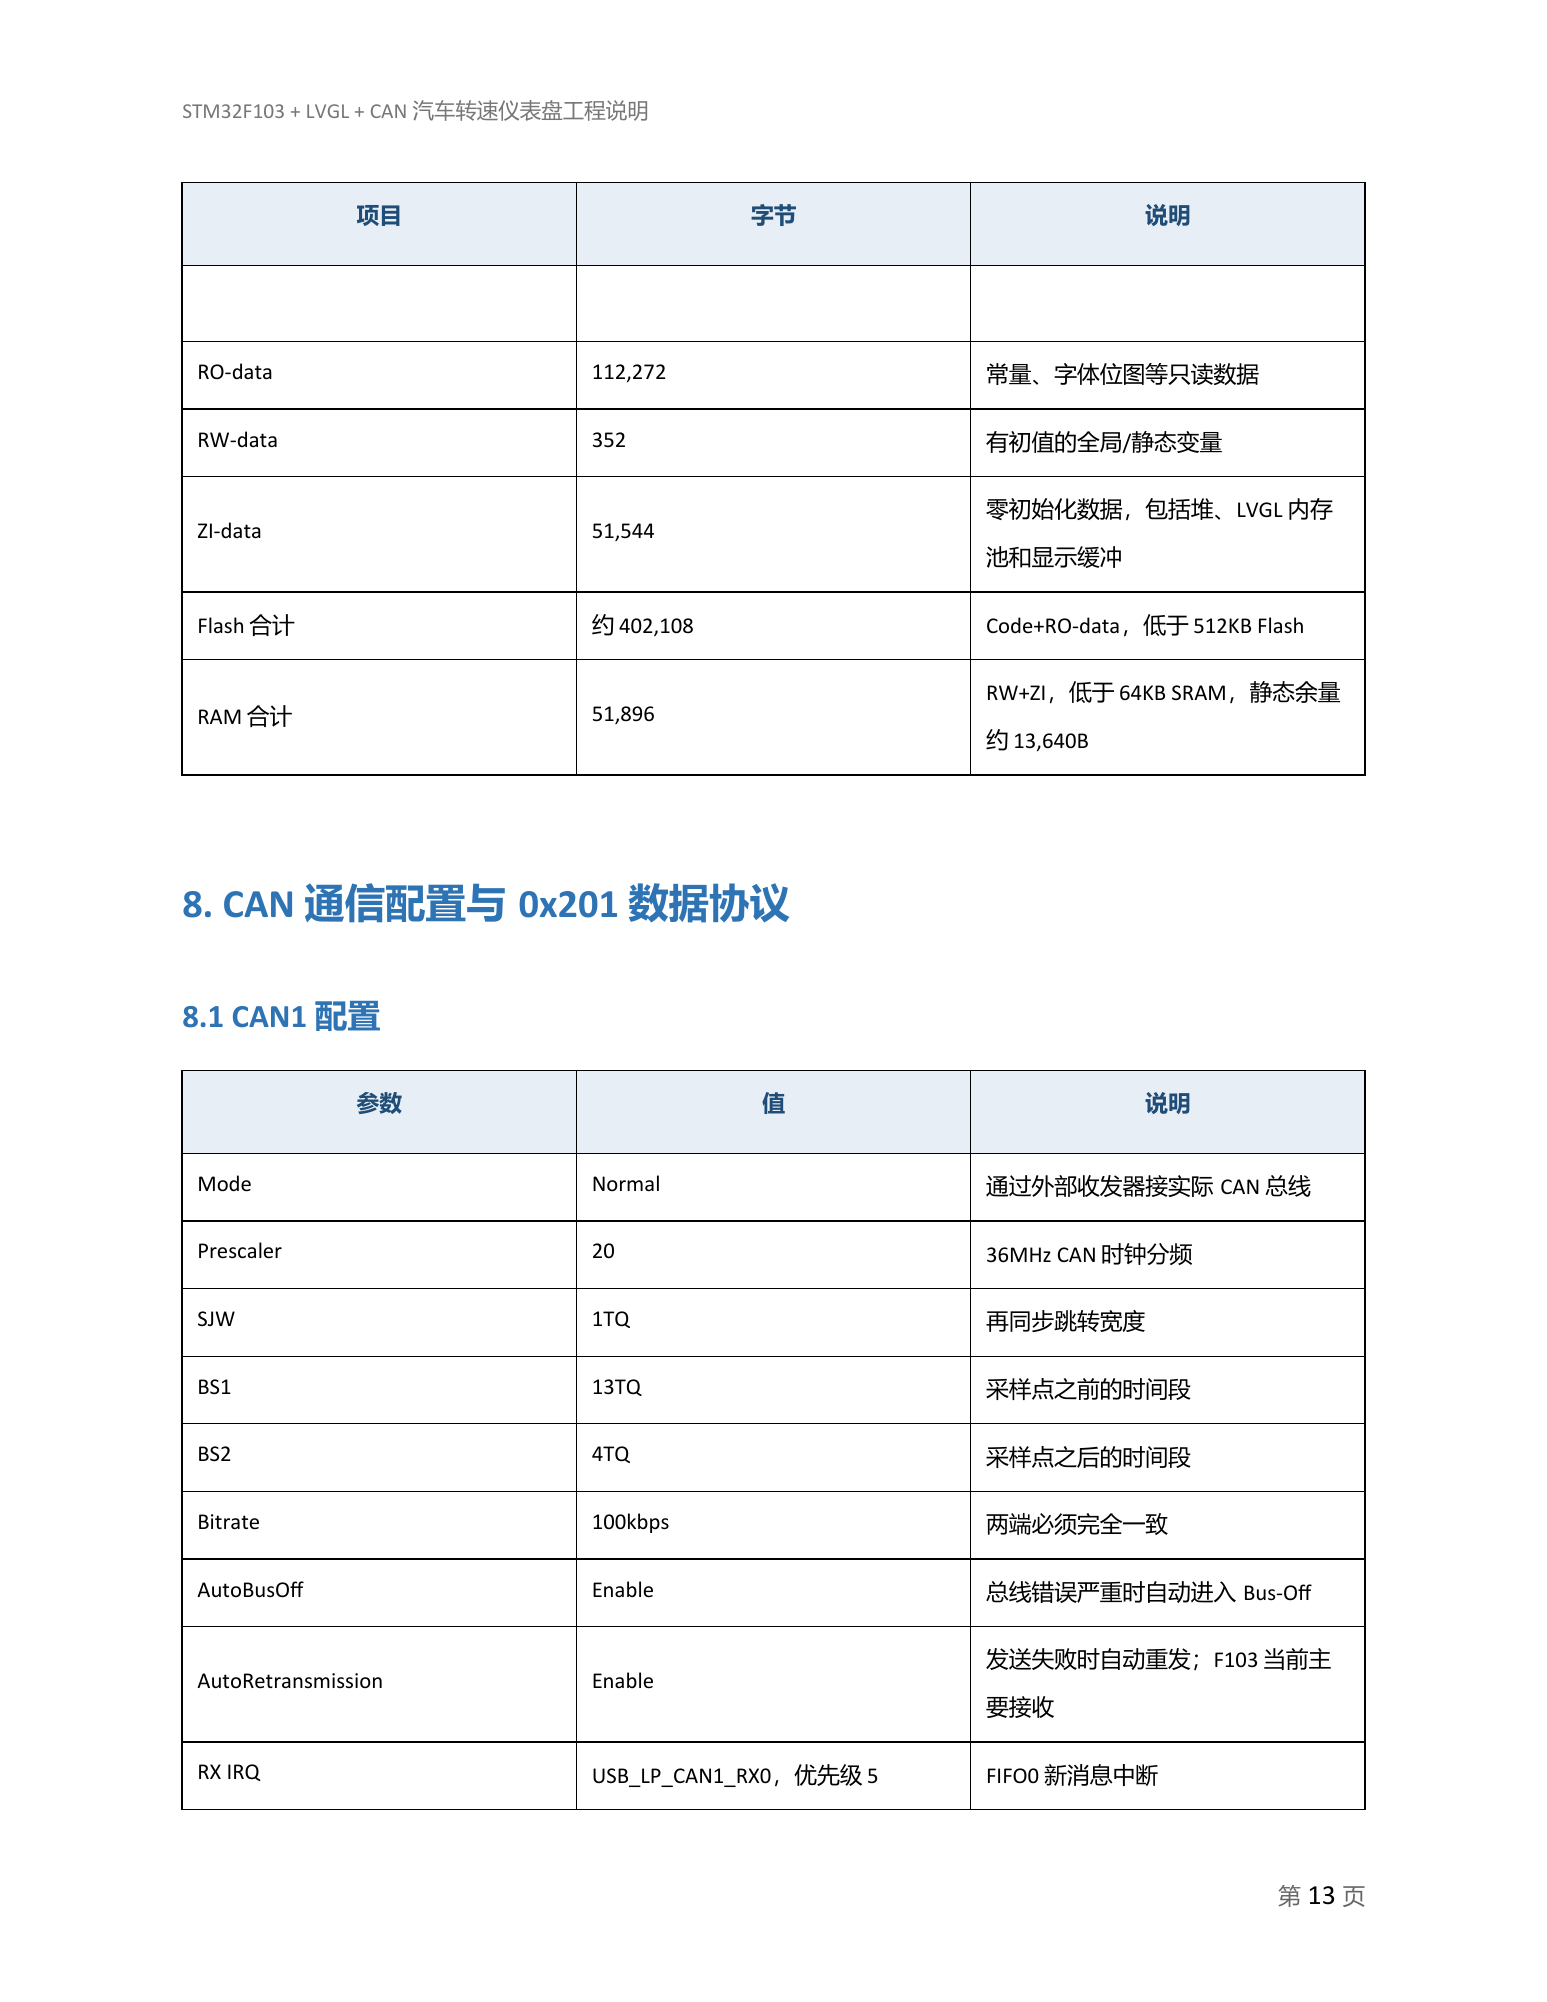 STM32F103 + LVGL + CAN 汽车转速仪表盘工程说明
项目 字节 说明
RO-data 112,272 常量、字体位图等只读数据
RW-data 352 有初值的全局/静态变量
ZI-data 51,544 零初始化数据，包括堆、LVGL 内存
池和显示缓冲
Flash 合计 约 402,108 Code+RO-data，低于 512KB Flash
RAM 合计 51,896 RW+ZI，低于 64KB SRAM，静态余量
约 13,640B
8. CAN 通信配置与 0x201 数据协议
8.1 CAN1 配置
参数 值 说明
Mode Normal 通过外部收发器接实际 CAN 总线
Prescaler 20 36MHz CAN 时钟分频
SJW 1TQ 再同步跳转宽度
BS1 13TQ 采样点之前的时间段
BS2 4TQ 采样点之后的时间段
Bitrate 100kbps 两端必须完全一致
AutoBusOff Enable 总线错误严重时自动进入 Bus-Off
AutoRetransmission Enable 发送失败时自动重发；F103 当前主
要接收
RX IRQ USB_LP_CAN1_RX0，优先级 5 FIFO0 新消息中断
第 13 页